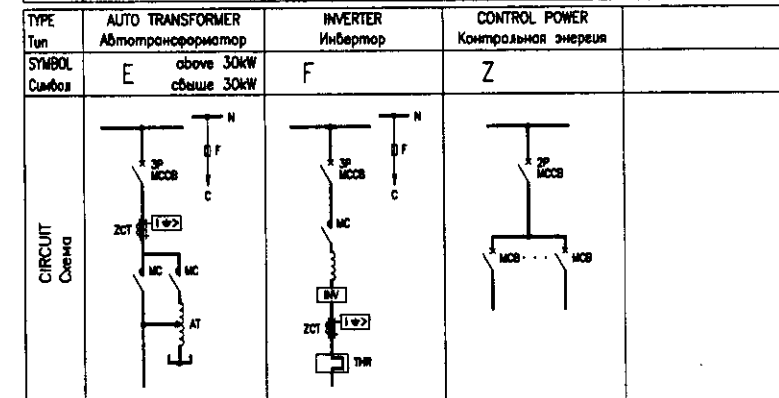 TYPE AUTO TRANSFORMER INVERTER CONTROL POWER
Тип Автотрансформатор Инвертор Контрольная энергия
SYMBOL E above 30kW F Z
Символ свыше 30kW
N N
F F
3P MCCB 3P MCCB 2P MCCB
C C
ZCT
MC
MC MC MCB MCB
CIRCUIT
Схема
INV
AT
ZCT
THR